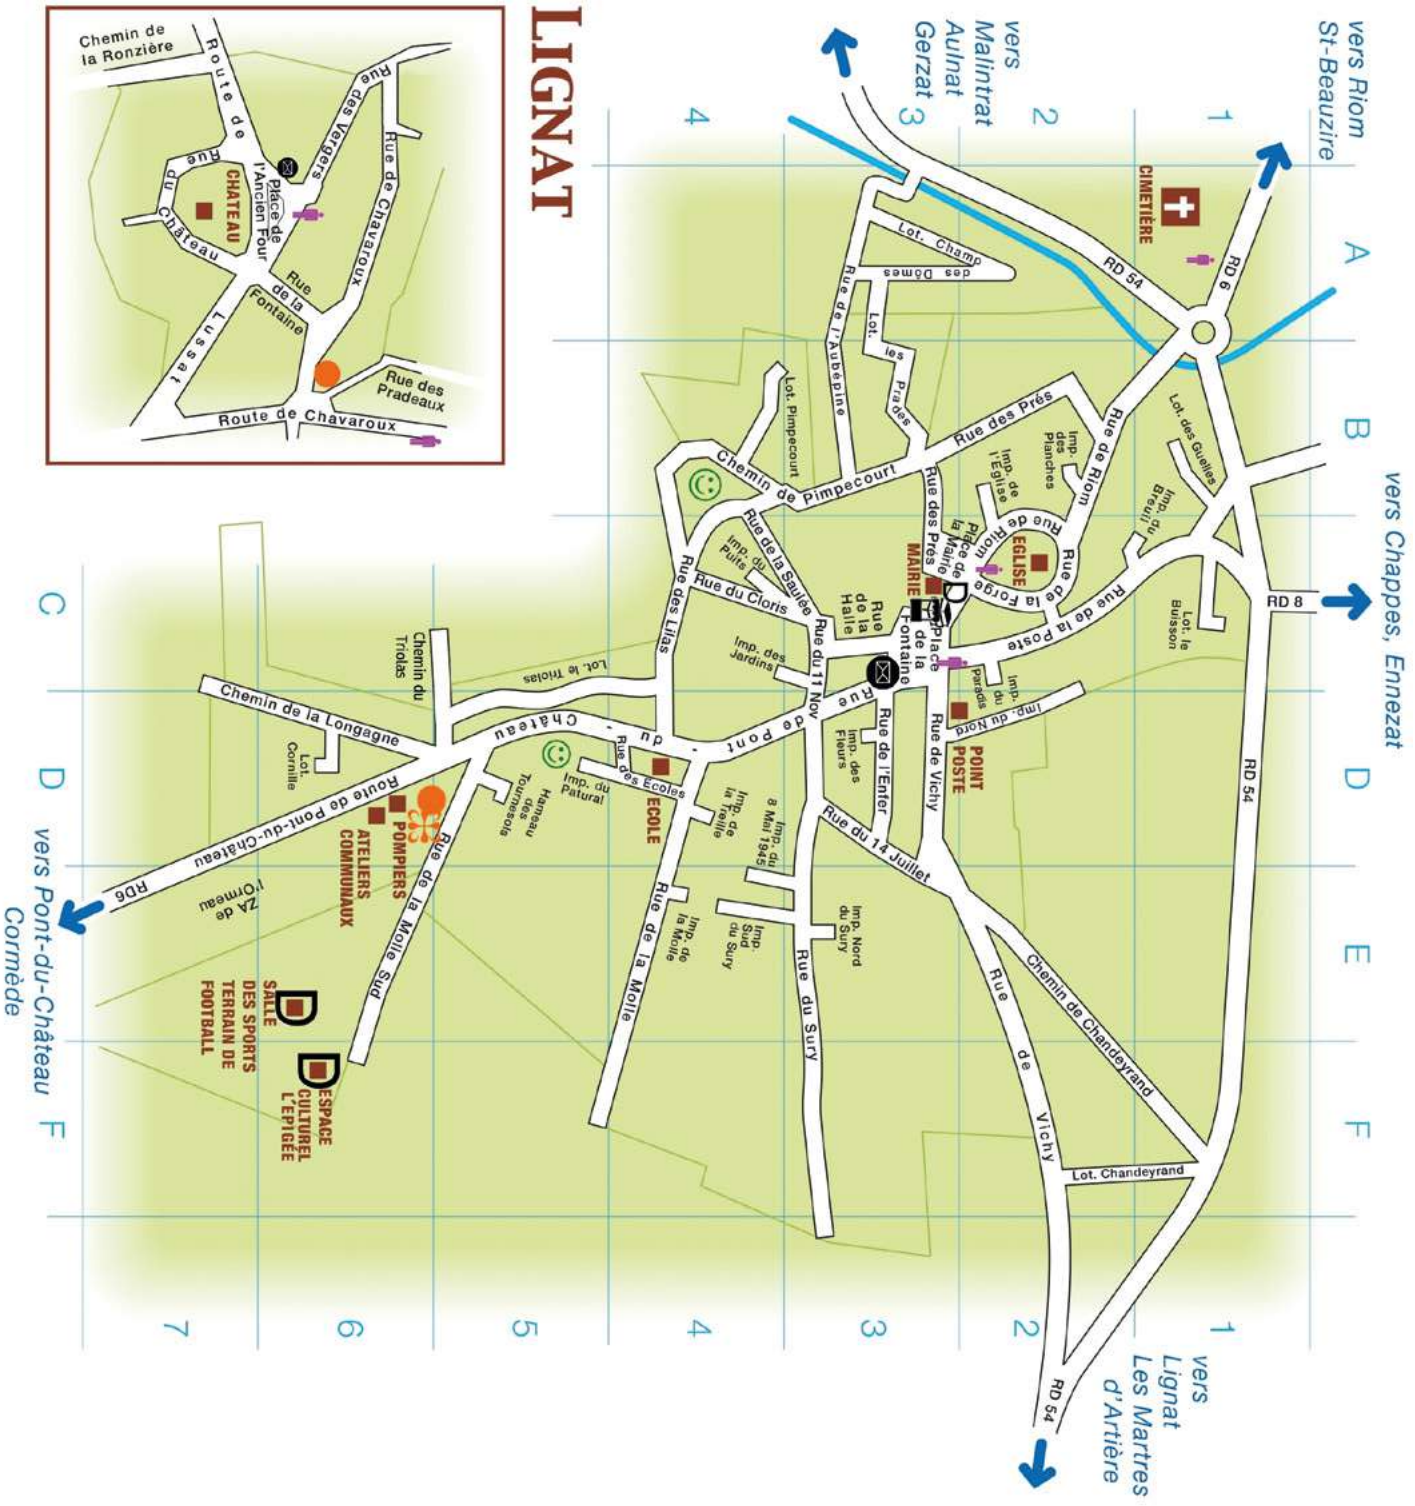 LIGNAT
Chemin de
la Ronzière
Route de
Rue
des Vergers
Rue de Chavaroux
Place de
l'Ancien Four
CHATEAU
Rue
du
Château
Rue
de la
Fontaine
Lussat
Rue des
Pradeaux
Route de Chavaroux
vers Riom
St-Beauzire
vers
Malintrat
Aulnat
Gerzat
vers Chappes, Ennezat
vers
Lignat
Les Martres
d'Artière
vers Pont-du-Château
Cormède
A
B
C
D
E
F
C
D
F
1
2
3
4
1
2
3
4
5
6
7
CIMETIÈRE
RD 6
RD 54
RD 8
RD 54
RD 54
RD6
Lot. Champ
des Dômes
Lot.
les
Prades
Rue de l'Aubépine
Lot. Pimpecourt
Chemin de Pimpecourt
Rue des Prés
Rue des Prés
Imp.
des
Planches
Imp. de
l'Eglise
Rue de Riom
Rue de
Riom
Lot. des Guelles
Imp. du
Breuil
Lot. le
Buisson
EGLISE
Rue de la Forge
Rue de la Poste
Place de
la Mairie
MAIRIE
Place
de la
Fontaine
Rue
de la
Halle
Rue de la Saulée
Imp. du
Puits
Rue du Cloris
Rue des Lilas
Imp. des
Jardins
Rue du 11 Nov
Imp.
du
Paradis
Imp. du Nord
POINT
POSTE
Rue de Vichy
Rue de l'Enfer
Imp. des
Fleurs
Rue de Pont - du - Château
Lot. le Triolas
Chemin du
Triolas
Chemin de la Longagne
Lot.
Cornille
Route de Pont-du-Château
Rue des Ecoles
ECOLE
Imp. du
Patural
Hameau
des
Tournesols
Imp. de
la Treille
Imp. du
8 Mai 1945
Rue du 14 Juillet
POMPIERS
ATELIERS
COMMUNAUX
ZA de
l'Ormeau
Rue de la Molle Sud
Rue de la Molle
Imp. de
la Molle
Imp.
Sud
du Sury
Imp. Nord
du Sury
Rue du Sury
Rue de Vichy
Chemin de Chandeyrand
Lot. Chandeyrand
SALLE
DES SPORTS
TERRAIN DE
FOOTBALL
ESPACE
CULTUREL
L'EPIGÉE
D
D
D